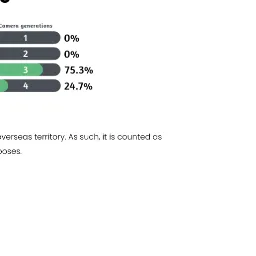 Camera generations
1 0%
2 0%
3 75.3%
4 24.7%
overseas territory. As such, it is counted as
poses.